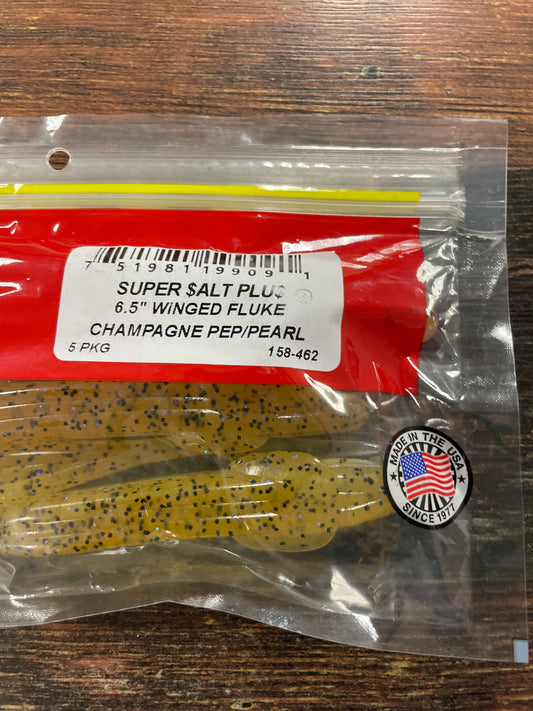 7 51981 19909 1
SUPER $ALT PLU$ ®
6.5" WINGED FLUKE
CHAMPAGNE PEP/PEARL
5 PKG 158-462
MADE IN THE USA
SINCE 1977